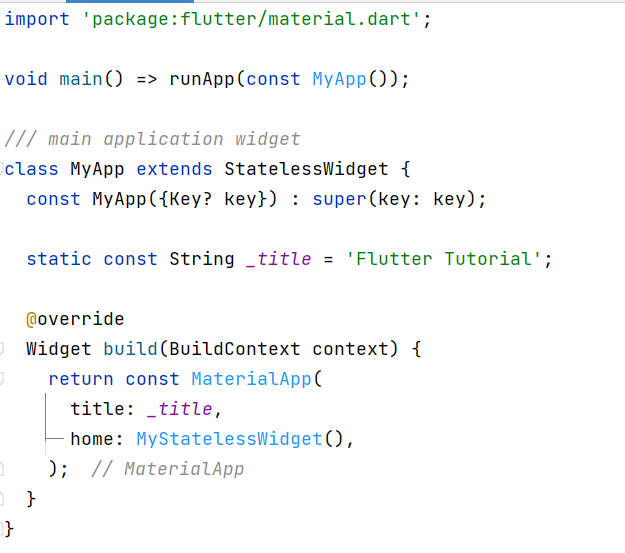 import 'package:flutter/material.dart';
void main() => runApp(const MyApp());
/// main application widget
class MyApp extends StatelessWidget {
const MyApp({Key? key}) : super(key: key);
static const String _title = 'Flutter Tutorial';
@override
Widget build(BuildContext context) {
return const MaterialApp(
title: _title,
home: MyStatelessWidget(),
); // MaterialApp
}
}